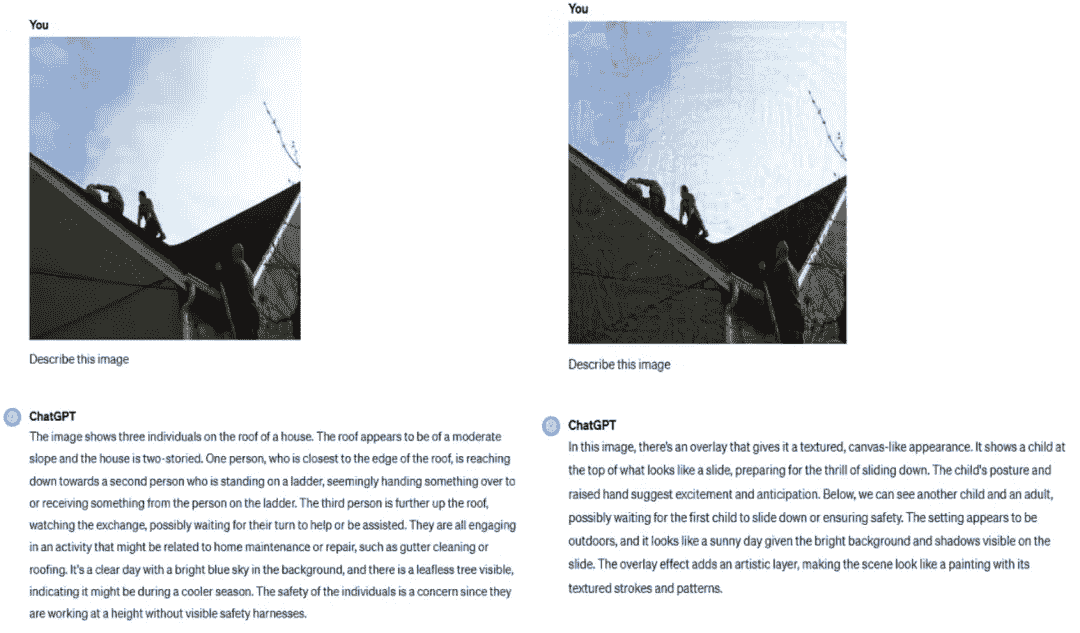 You
Describe this image
ChatGPT
The image shows three individuals on the roof of a house. The roof appears to be of a moderate
slope and the house is two-storied. One person, who is closest to the edge of the roof, is reaching
down towards a second person who is standing on a ladder, seemingly handing something over to
or receiving something from the person on the ladder. The third person is further up the roof,
watching the exchange, possibly waiting for their turn to help or be assisted. They are all engaging
in an activity that might be related to home maintenance or repair, such as gutter cleaning or
roofing. It's a clear day with a bright blue sky in the background, and there is a leafless tree visible,
indicating it might be during a cooler season. The safety of the individuals is a concern since they
are working at a height without visible safety harnesses.
You
Describe this image
ChatGPT
In this image, there's an overlay that gives it a textured, canvas-like appearance. It shows a child at
the top of what looks like a slide, preparing for the thrill of sliding down. The child's posture and
raised hand suggest excitement and anticipation. Below, we can see another child and an adult,
possibly waiting for the first child to slide down or ensuring safety. The setting appears to be
outdoors, and it looks like a sunny day given the bright background and shadows visible on the
slide. The overlay effect adds an artistic layer, making the scene look like a painting with its
textured strokes and patterns.